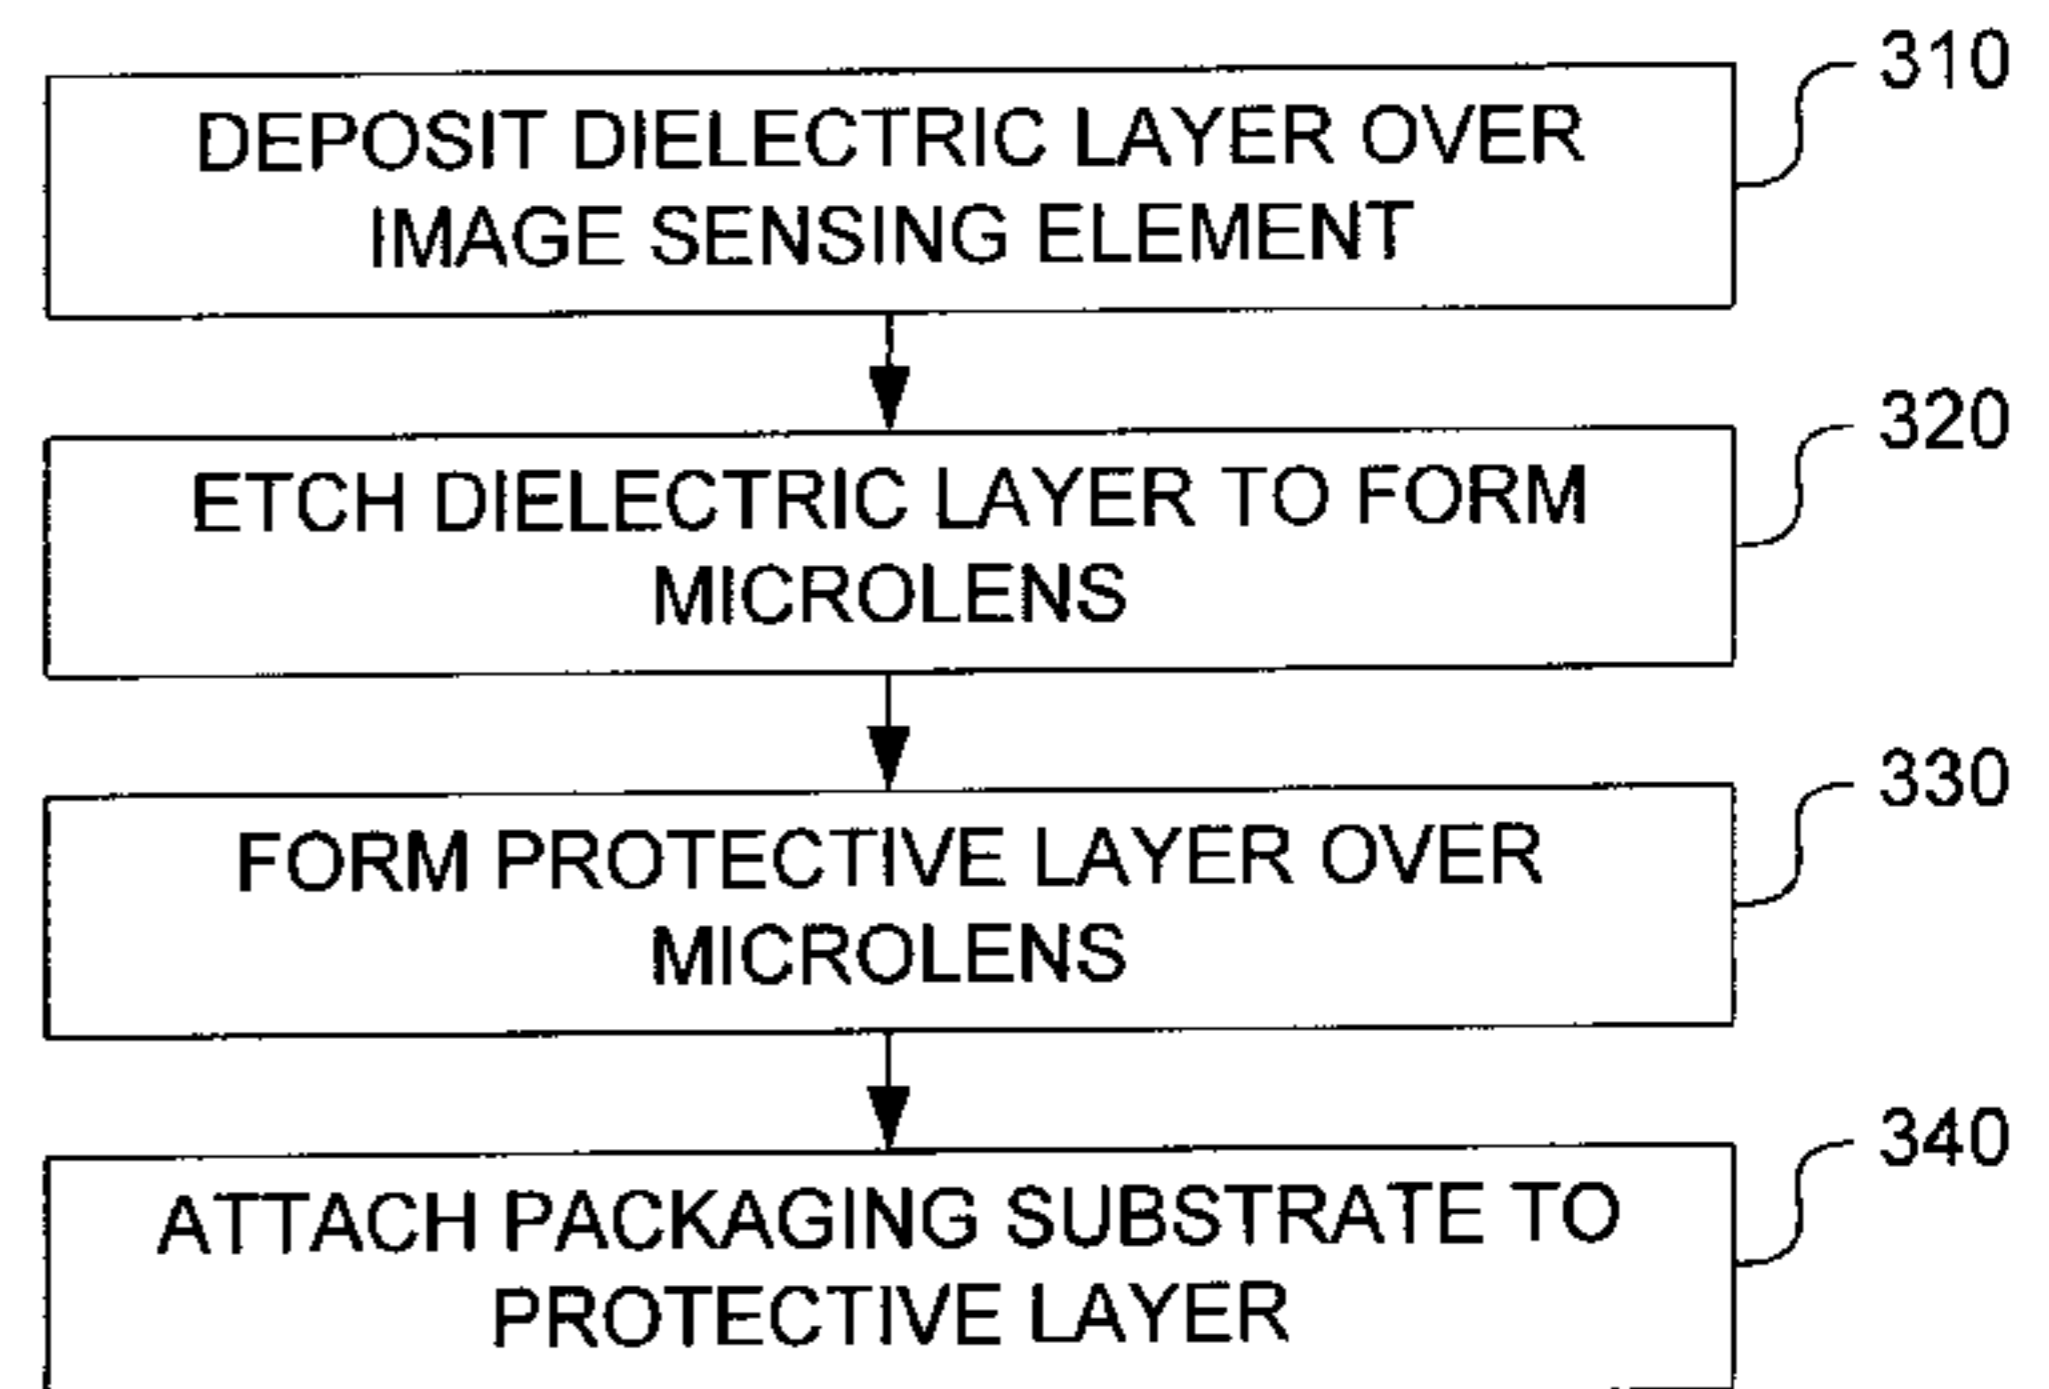 310
DEPOSIT DIELECTRIC LAYER OVER
IMAGE SENSING ELEMENT
320
ETCH DIELECTRIC LAYER TO FORM
MICROLENS
330
FORM PROTECTIVE LAYER OVER
MICROLENS
340
ATTACH PACKAGING SUBSTRATE TO
PROTECTIVE LAYER